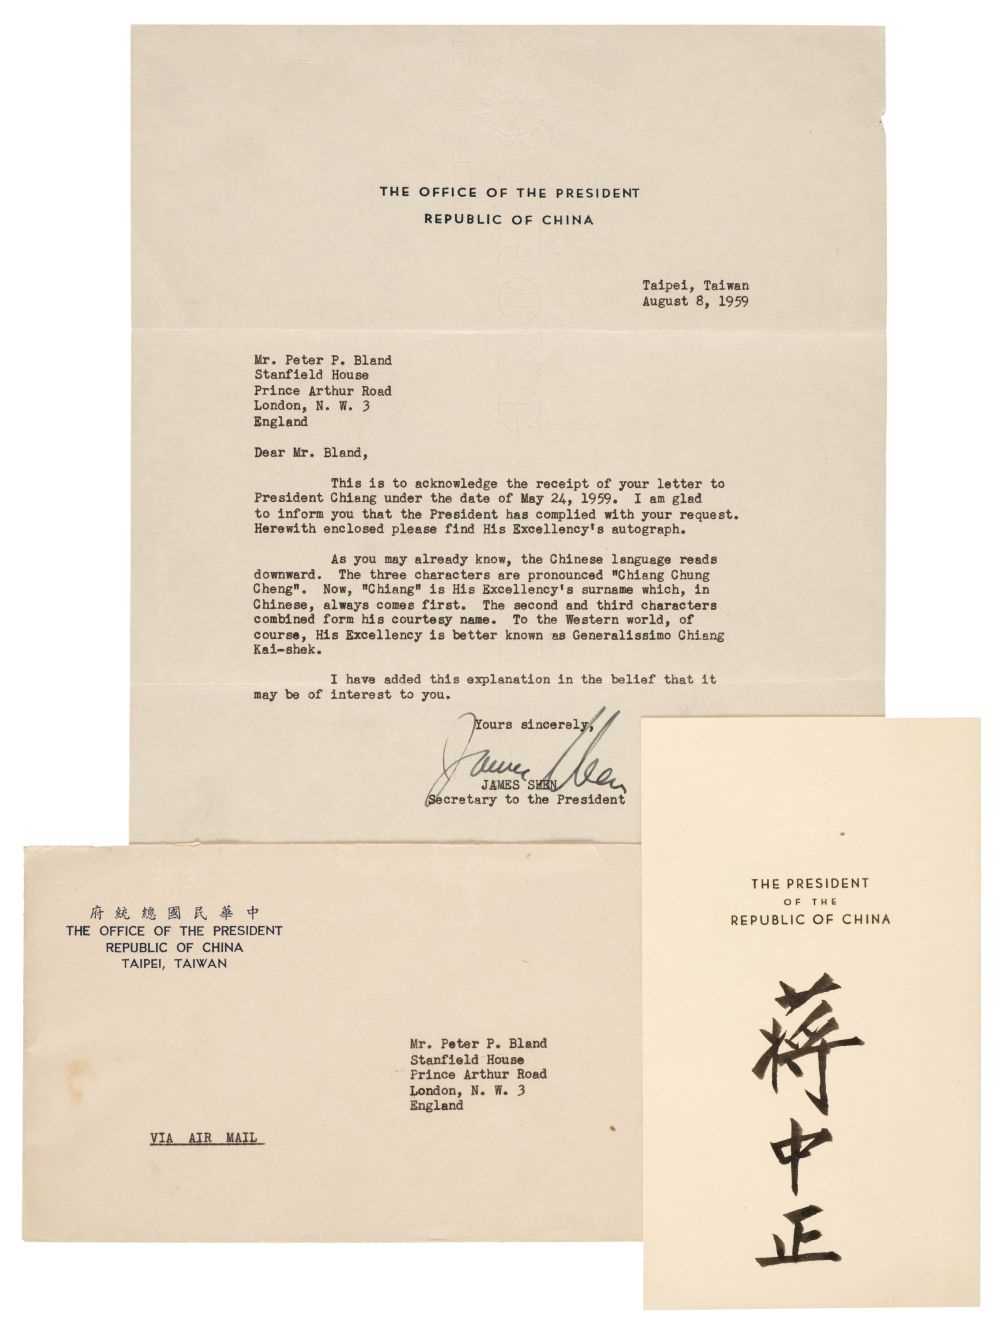 THE OFFICE OF THE PRESIDENT
REPUBLIC OF CHINA
Taipei, Taiwan
August 8, 1959
Mr. Peter P. Bland
Stanfield House
Prince Arthur Road
London, N. W. 3
England
Dear Mr. Bland,
This is to acknowledge the receipt of your letter to
President Chiang under the date of May 24, 1959. I am glad
to inform you that the President has complied with your request.
Herewith enclosed please find His Excellency's autograph.
As you may already know, the Chinese language reads
downward. The three characters are pronounced "Chiang Chung
Cheng". Now, "Chiang" is His Excellency's surname which, in
Chinese, always comes first. The second and third characters
combined form his courtesy name. To the Western world, of
course, His Excellency is better known as Generalissimo Chiang
Kai-shek.
I have added this explanation in the belief that it
may be of interest to you.
Yours sincerely,
James Shen
JAMES SHEN
Secretary to the President
府統總國民華中
THE OFFICE OF THE PRESIDENT
REPUBLIC OF CHINA
TAIPEI, TAIWAN
Mr. Peter P. Bland
Stanfield House
Prince Arthur Road
London, N. W. 3
England
VIA AIR MAIL
THE PRESIDENT
OF THE
REPUBLIC OF CHINA
蔣中正